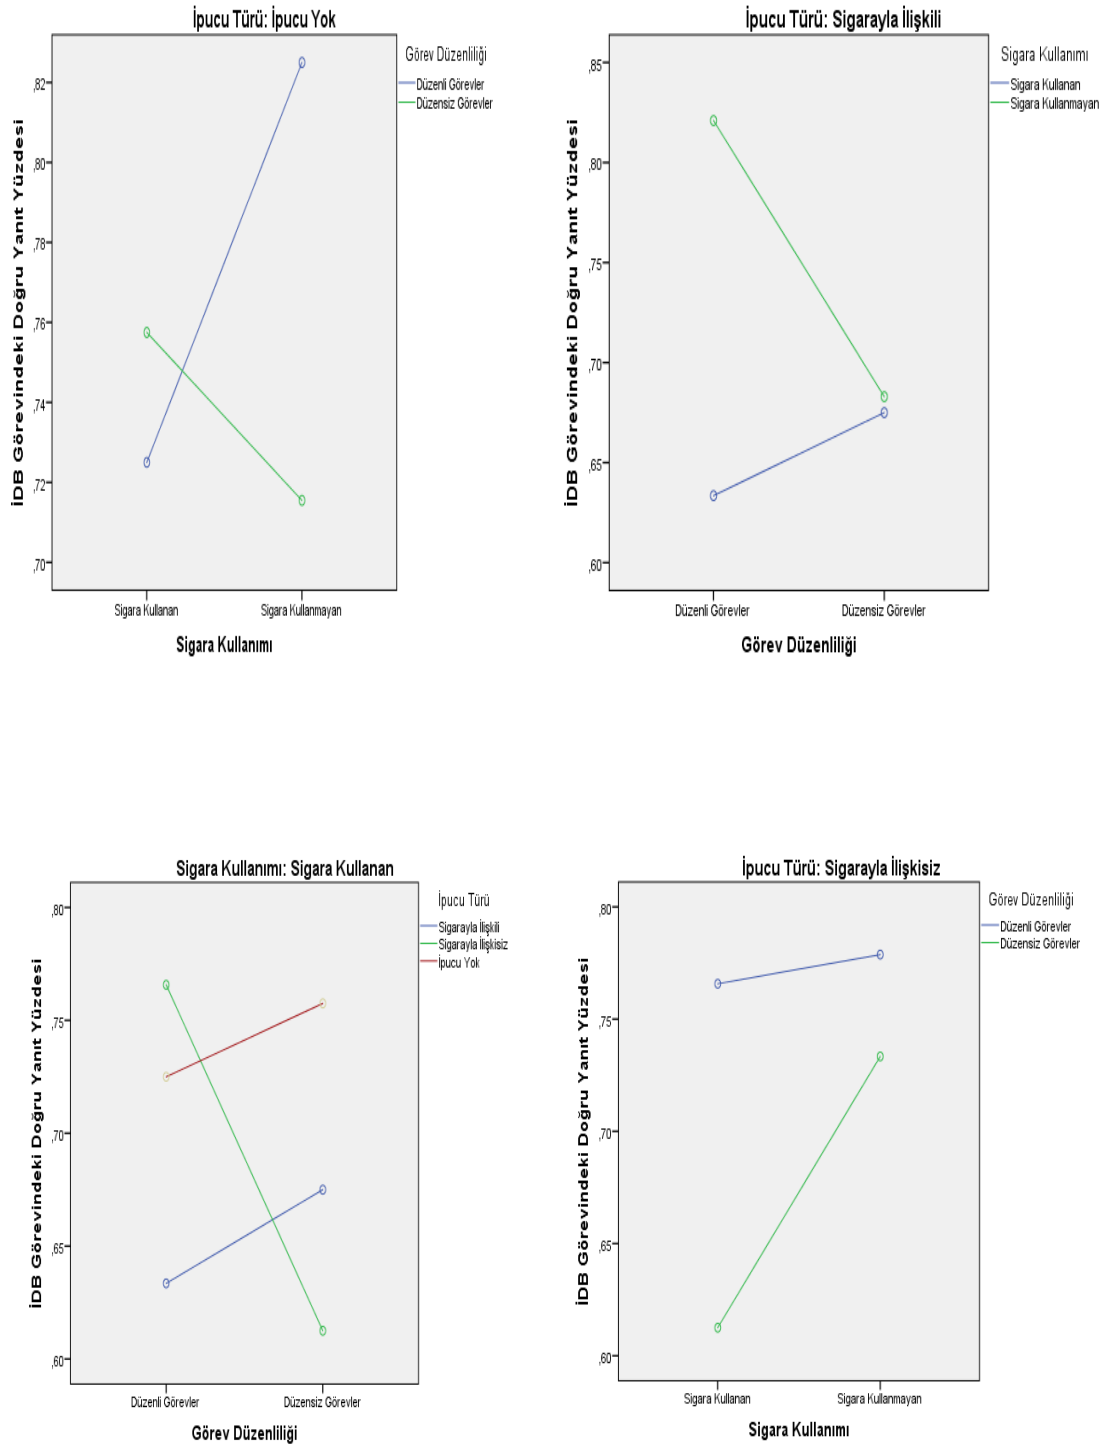 İpucu Türü: İpucu Yok
Görev Düzenliliği
Düzenli Görevler
Düzensiz Görevler
İDB Görevindeki Doğru Yanıt Yüzdesi
,82
,80
,78
,76
,74
,72
,70
Sigara Kullanan
Sigara Kullanmayan
Sigara Kullanımı
İpucu Türü: Sigarayla İlişkili
Sigara Kullanımı
Sigara Kullanan
Sigara Kullanmayan
İDB Görevindeki Doğru Yanıt Yüzdesi
,85
,80
,75
,70
,65
,60
Düzenli Görevler
Düzensiz Görevler
Görev Düzenliliği
Sigara Kullanımı: Sigara Kullanan
İpucu Türü
Sigarayla İlişkili
Sigarayla İlişkisiz
İpucu Yok
İDB Görevindeki Doğru Yanıt Yüzdesi
,80
,75
,70
,65
,60
Düzenli Görevler
Düzensiz Görevler
Görev Düzenliliği
İpucu Türü: Sigarayla İlişkisiz
Görev Düzenliliği
Düzenli Görevler
Düzensiz Görevler
İDB Görevindeki Doğru Yanıt Yüzdesi
,80
,75
,70
,65
,60
Sigara Kullanan
Sigara Kullanmayan
Sigara Kullanımı